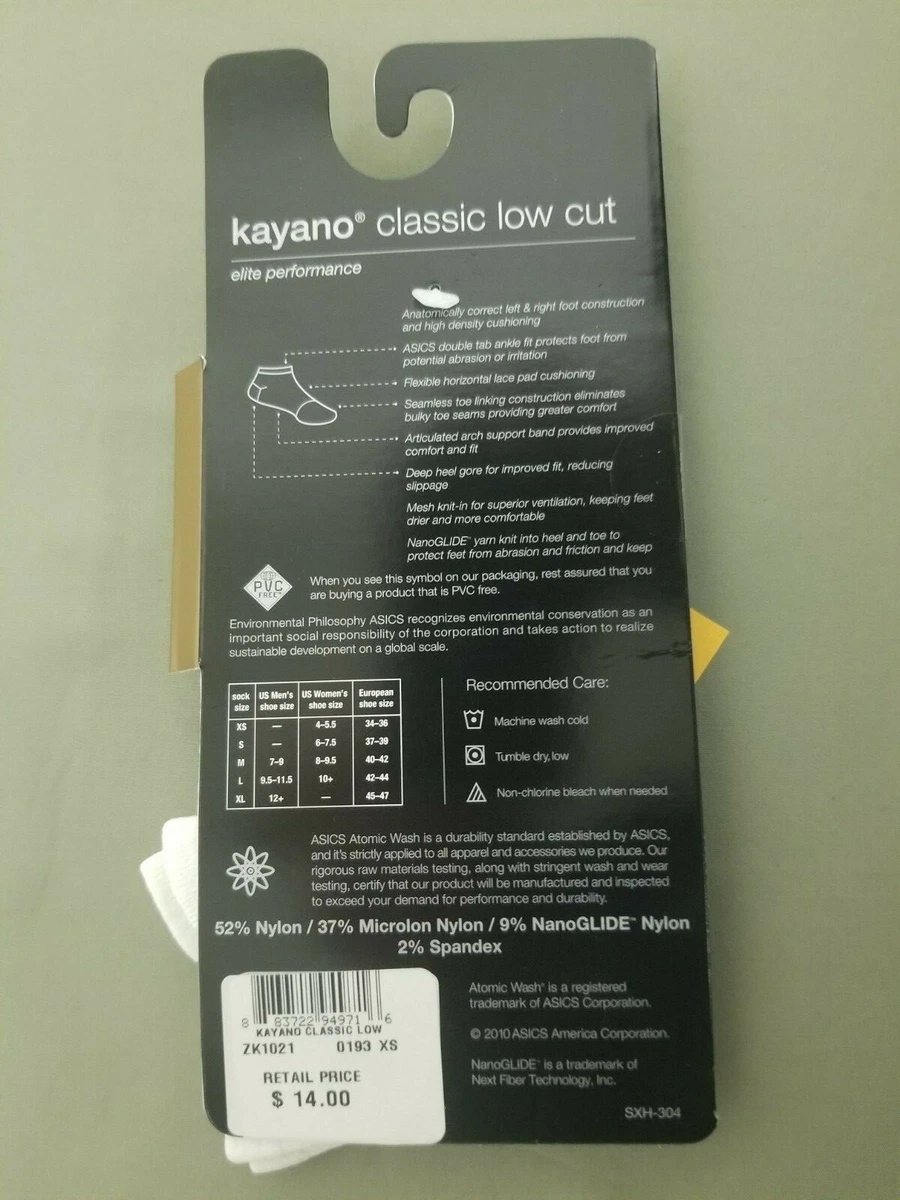 kayano® classic low cut
elite performance
Anatomically correct left & right foot construction
and high density cushioning
ASICS double tab ankle fit protects foot from
potential abrasion or irritation
Flexible horizontal lace pad cushioning
Seamless toe linking construction eliminates
bulky toe seams providing greater comfort
Articulated arch support band provides improved
comfort and fit
Deep heel gore for improved fit, reducing
slippage
Mesh knit-in for superior ventilation, keeping feet
drier and more comfortable
NanoGLIDE™ yarn knit into heel and toe to
protect feet from abrasion and friction and keep
PVC
FREE™
When you see this symbol on our packaging, rest assured that you
are buying a product that is PVC free.
Environmental Philosophy ASICS recognizes environmental conservation as an
important social responsibility of the corporation and takes action to realize
sustainable development on a global scale.
sock size US Men's shoe size US Women's shoe size European shoe size
XS — 4–5.5 34–36
S — 6–7.5 37–39
M 7–9 8–9.5 40–42
L 9.5–11.5 10+ 42–44
XL 12+ — 45–47
Recommended Care:
Machine wash cold
Tumble dry, low
Non-chlorine bleach when needed
ASICS Atomic Wash is a durability standard established by ASICS,
and it's strictly applied to all apparel and accessories we produce. Our
rigorous raw materials testing, along with stringent wash and wear
testing, certify that our product will be manufactured and inspected
to exceed your demand for performance and durability.
52% Nylon / 37% Microlon Nylon / 9% NanoGLIDE™ Nylon
2% Spandex
8 83722 94971 6
KAYANO CLASSIC LOW
ZK1021 0193 XS
RETAIL PRICE
$ 14.00
Atomic Wash® is a registered
trademark of ASICS Corporation.
© 2010 ASICS America Corporation.
NanoGLIDE™ is a trademark of
Next Fiber Technology, Inc.
SXH-304